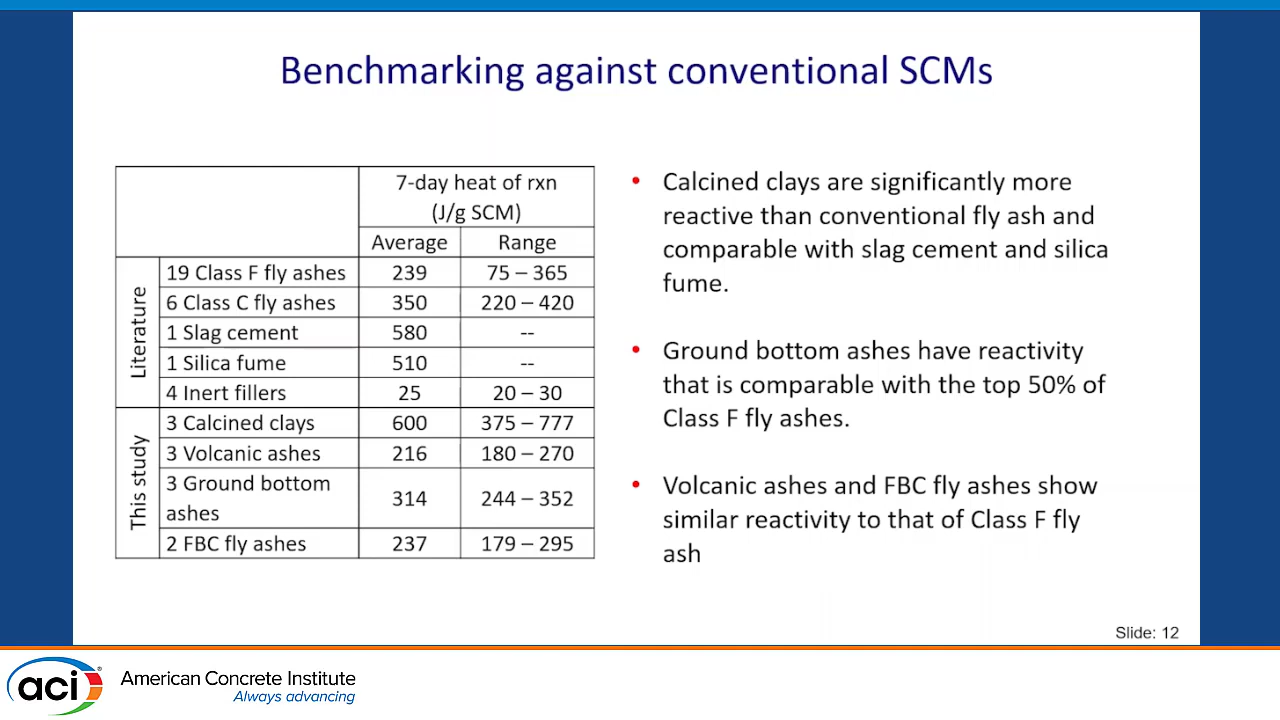 Benchmarking against conventional SCMs
7-day heat of rxn
(J/g SCM)
Average Range
Literature
19 Class F fly ashes 239 75 – 365
6 Class C fly ashes 350 220 – 420
1 Slag cement 580 --
1 Silica fume 510 --
4 Inert fillers 25 20 – 30
This study
3 Calcined clays 600 375 – 777
3 Volcanic ashes 216 180 – 270
3 Ground bottom
ashes 314 244 – 352
2 FBC fly ashes 237 179 – 295
• Calcined clays are significantly more
reactive than conventional fly ash and
comparable with slag cement and silica
fume.
• Ground bottom ashes have reactivity
that is comparable with the top 50% of
Class F fly ashes.
• Volcanic ashes and FBC fly ashes show
similar reactivity to that of Class F fly
ash
Slide: 12
aci®
American Concrete Institute
Always advancing